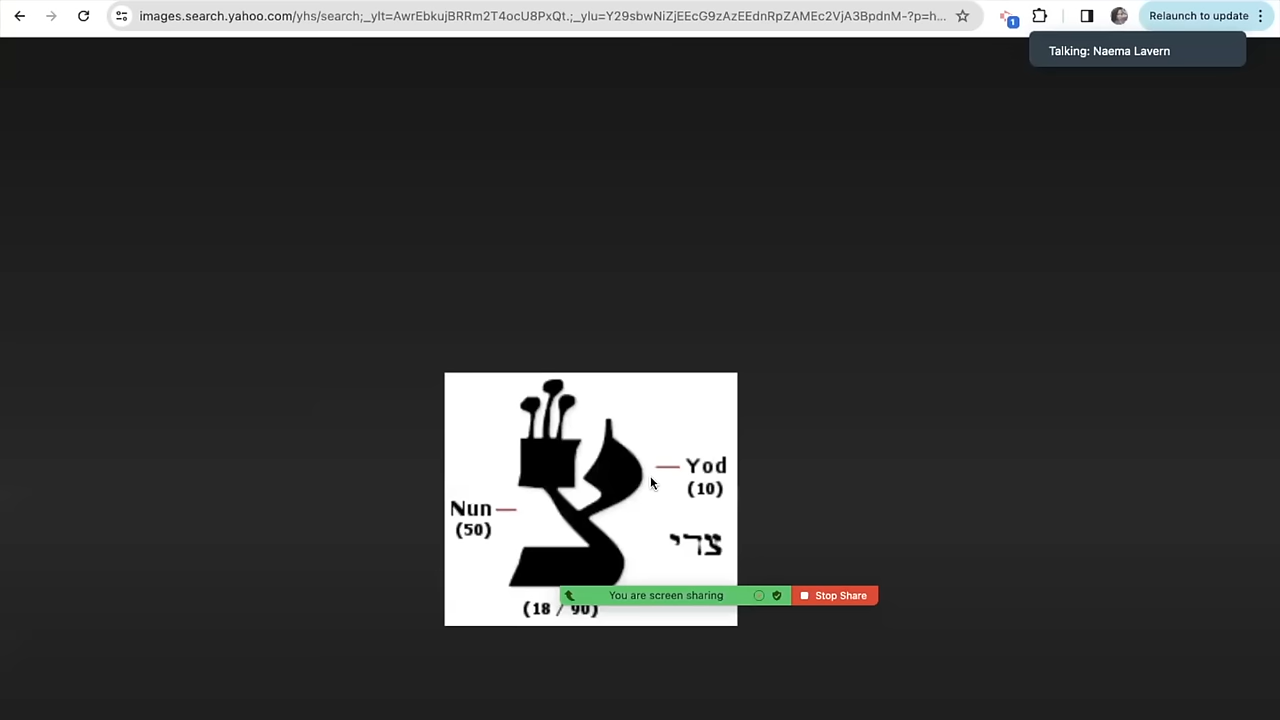 images.search.yahoo.com/yhs/search;_ylt=AwrEbkujBRRm2T4ocU8PxQt.;_ylu=Y29sbwNiZjEEcG9zAzEEdnRpZAMEc2VjA3BpdnM-?p=h...
1
Relaunch to update
Talking: Naema Lavern
Yod
(10)
Nun
(50)
צדי
You are screen sharing
Stop Share
(18 / 90)